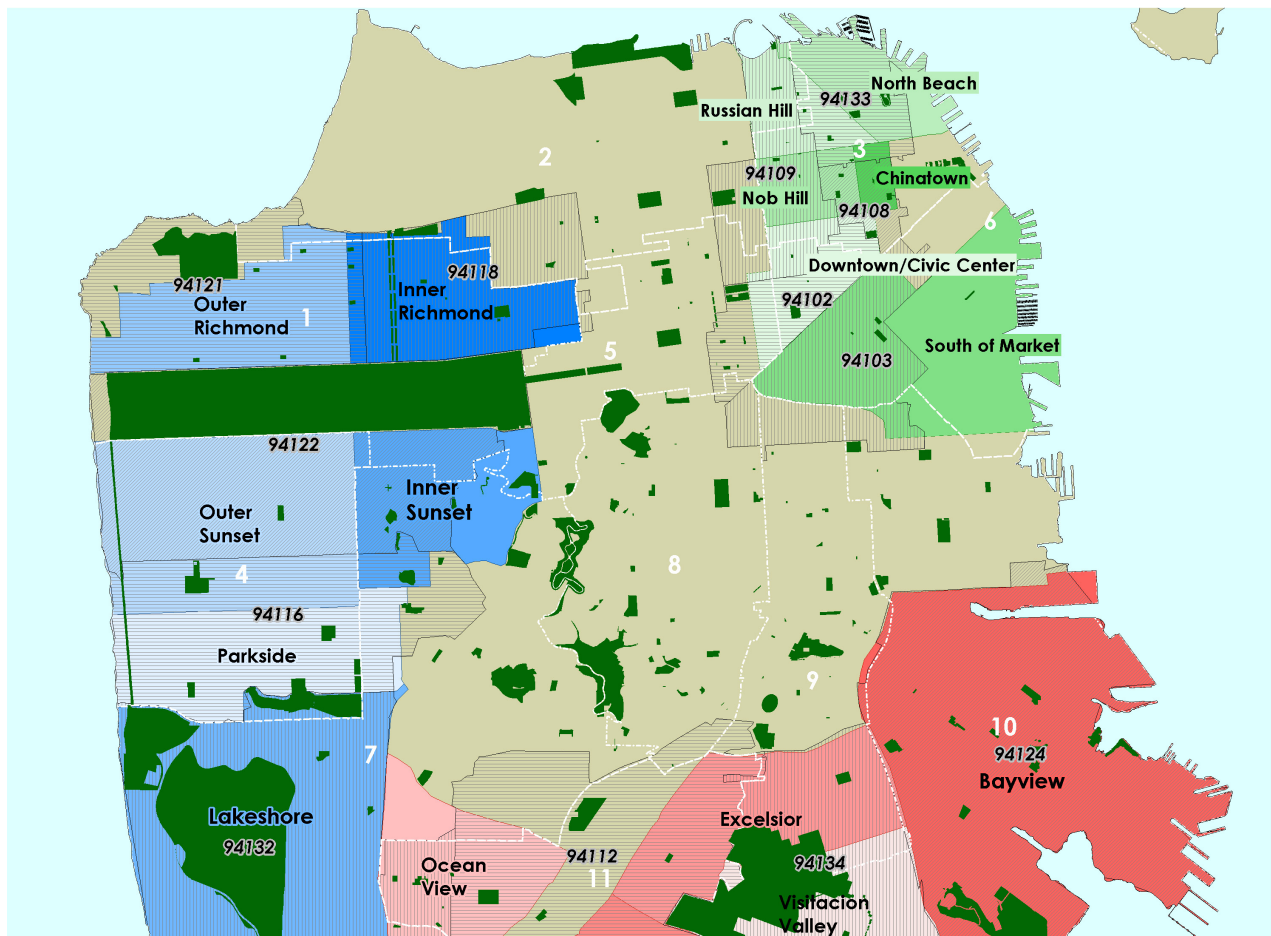 North Beach
94133
Russian Hill
3
2
94109
Chinatown
Nob Hill
94108
6
Downtown/Civic Center
94118
94121
Inner
Richmond
94102
Outer
Richmond
1
South of Market
5
94103
94122
Inner
Sunset
Outer
Sunset
8
4
94116
Parkside
9
10
7
94124
Bayview
Lakeshore
Excelsior
94132
94112
94134
Ocean
View
11
Visitacion
Valley